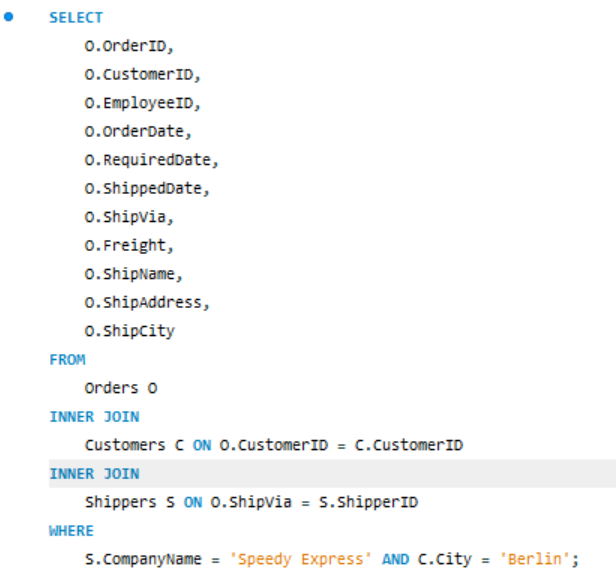 SELECT
O.OrderID,
O.CustomerID,
O.EmployeeID,
O.OrderDate,
O.RequiredDate,
O.ShippedDate,
O.ShipVia,
O.Freight,
O.ShipName,
O.ShipAddress,
O.ShipCity
FROM
Orders O
INNER JOIN
Customers C ON O.CustomerID = C.CustomerID
INNER JOIN
Shippers S ON O.ShipVia = S.ShipperID
WHERE
S.CompanyName = 'Speedy Express' AND C.City = 'Berlin';